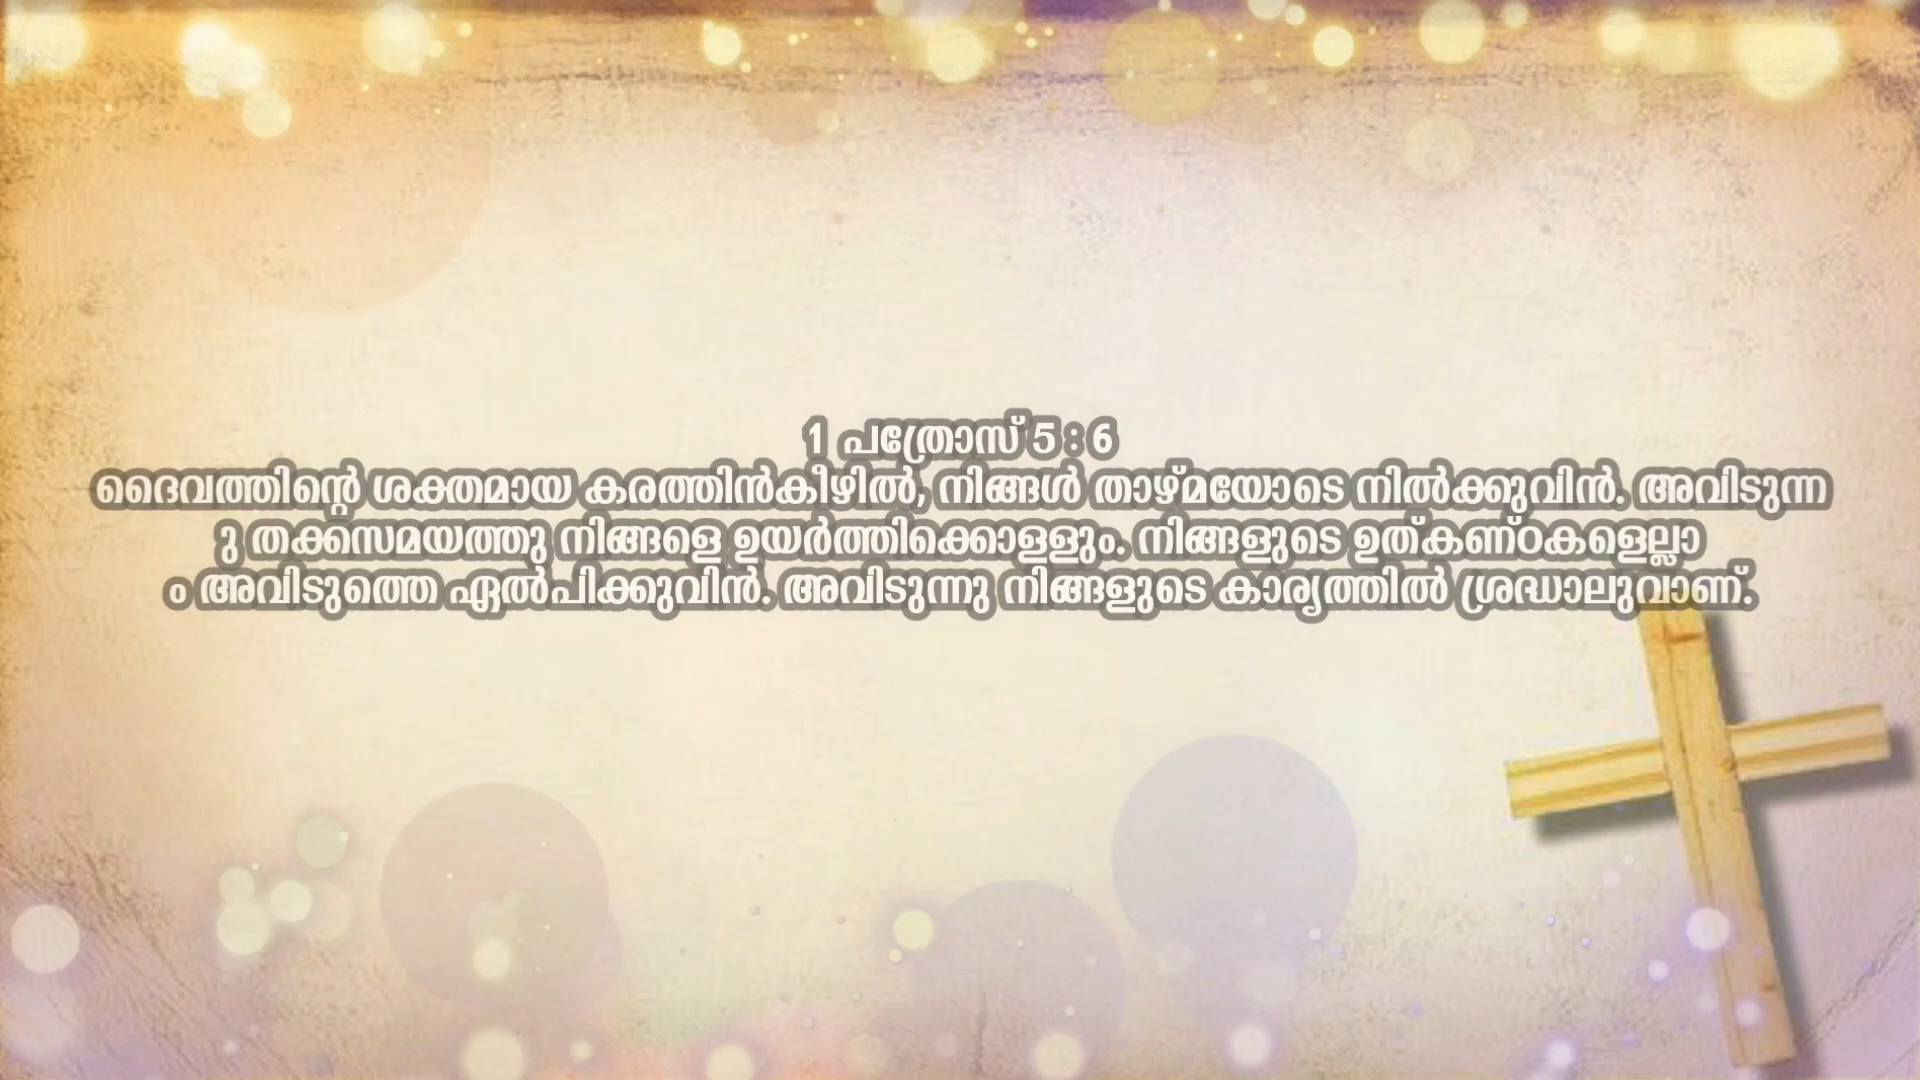 1 പത്രോസ് 5 : 6
ദൈവത്തിന്റെ ശക്തമായ കരത്തിൻകീഴിൽ, നിങ്ങൾ താഴ്മയോടെ നിൽക്കുവിൻ. അവിടുന്ന
ു തക്കസമയത്തു നിങ്ങളെ ഉയർത്തിക്കൊളളും. നിങ്ങളുടെ ഉത്കണ്ഠകളെല്ലാ
ം അവിടുത്തെ ഏൽപിക്കുവിൻ. അവിടുന്നു നിങ്ങളുടെ കാര്യത്തിൽ ശ്രദ്ധാലുവാണ്.